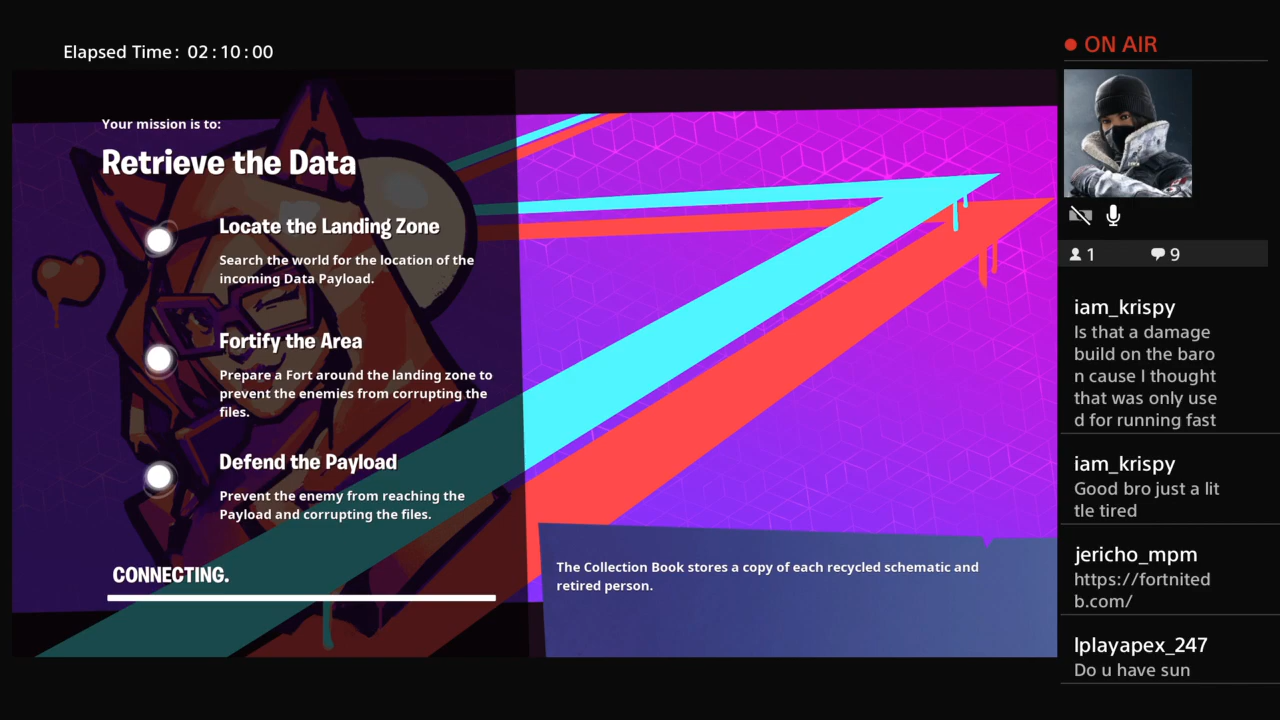 Elapsed Time: 02:10:00
Your mission is to:
Retrieve the Data
Locate the Landing Zone
Search the world for the location of the
incoming Data Payload.
Fortify the Area
Prepare a Fort around the landing zone to
prevent the enemies from corrupting the
files.
Defend the Payload
Prevent the enemy from reaching the
Payload and corrupting the files.
CONNECTING.
The Collection Book stores a copy of each recycled schematic and
retired person.
ON AIR
1
9
iam_krispy
Is that a damage
build on the baro
n cause I thought
that was only use
d for running fast
iam_krispy
Good bro just a lit
tle tired
jericho_mpm
https://fortnited
b.com/
lplayapex_247
Do u have sun